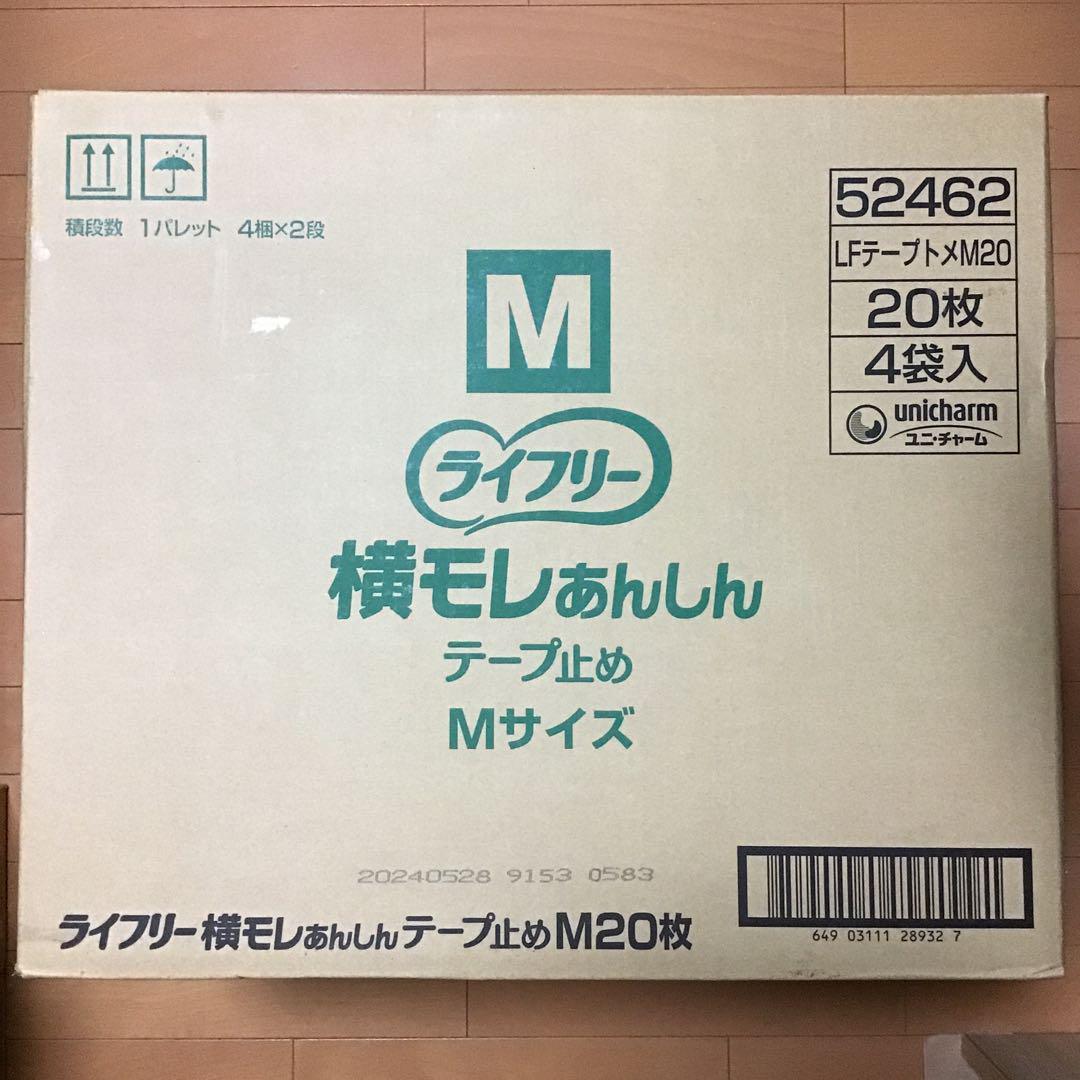 積段数 1パレット 4梱×2段
52462
LFテープトメM20
20枚
4袋入
unicharm
ユニ・チャーム
M
ライフリー
横モレあんしん
テープ止め
Mサイズ
20240528 9153 0583
ライフリー横モレあんしんテープ止めM20枚
649 03111 28932 7